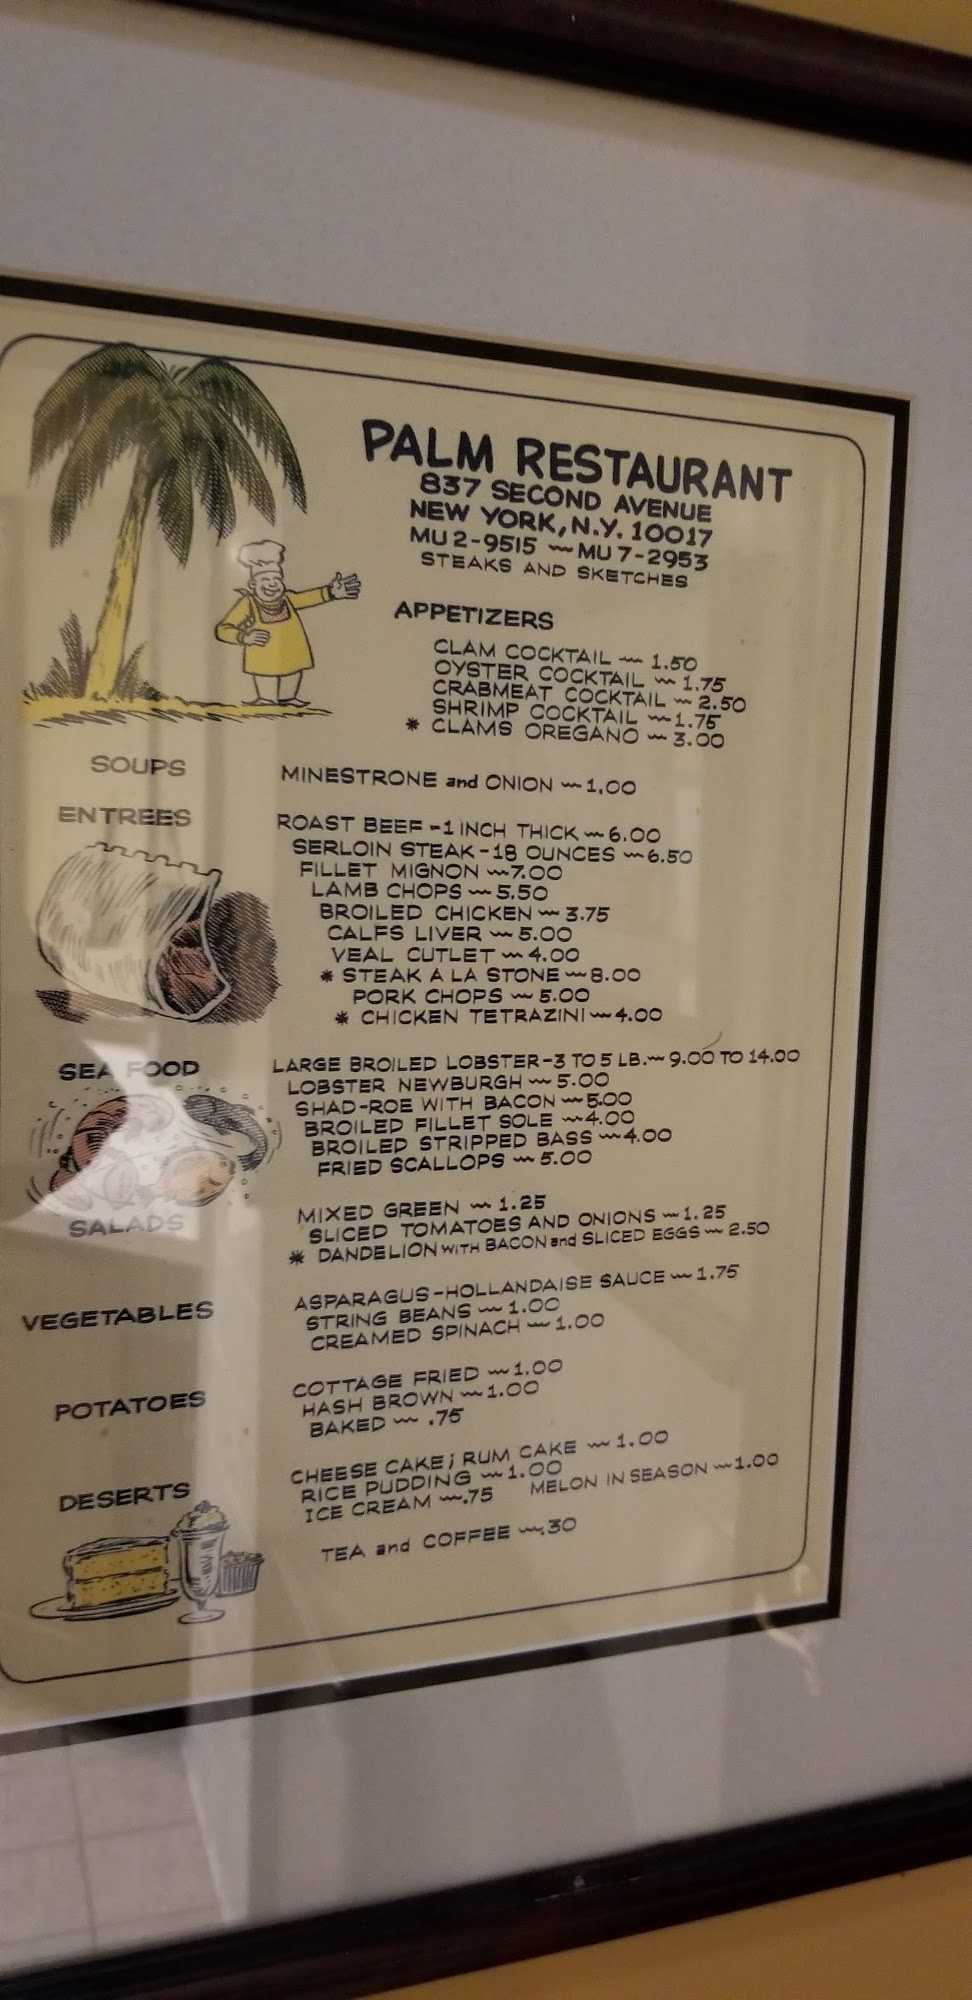 PALM RESTAURANT
837 SECOND AVENUE
NEW YORK, N.Y. 10017
MU 2-9515 ~ MU 7-2953
STEAKS AND SKETCHES
APPETIZERS
CLAM COCKTAIL ~ 1.50
OYSTER COCKTAIL ~ 1.75
CRABMEAT COCKTAIL ~ 2.50
SHRIMP COCKTAIL ~ 1.75
* CLAMS OREGANO ~ 3.00
SOUPS
MINESTRONE and ONION ~ 1.00
ENTREES
ROAST BEEF - 1 INCH THICK ~ 6.00
SERLOIN STEAK - 18 OUNCES ~ 6.50
FILLET MIGNON ~ 7.00
LAMB CHOPS ~ 5.50
BROILED CHICKEN ~ 3.75
CALFS LIVER ~ 5.00
VEAL CUTLET ~ 4.00
* STEAK A LA STONE ~ 8.00
PORK CHOPS ~ 5.00
* CHICKEN TETRAZINI ~ 4.00
SEA FOOD
LARGE BROILED LOBSTER - 3 TO 5 LB. ~ 9.00 TO 14.00
LOBSTER NEWBURGH ~ 5.00
SHAD-ROE WITH BACON ~ 5.00
BROILED FILLET SOLE ~ 4.00
BROILED STRIPPED BASS ~ 4.00
FRIED SCALLOPS ~ 5.00
SALADS
MIXED GREEN ~ 1.25
SLICED TOMATOES AND ONIONS ~ 1.25
* DANDELION WITH BACON and SLICED EGGS ~ 2.50
VEGETABLES
ASPARAGUS - HOLLANDAISE SAUCE ~ 1.75
STRING BEANS ~ 1.00
CREAMED SPINACH ~ 1.00
POTATOES
COTTAGE FRIED ~ 1.00
HASH BROWN ~ 1.00
BAKED ~ .75
DESERTS
CHEESE CAKE; RUM CAKE ~ 1.00
RICE PUDDING ~ 1.00
ICE CREAM ~ .75 MELON IN SEASON ~ 1.00
TEA and COFFEE ~ .30